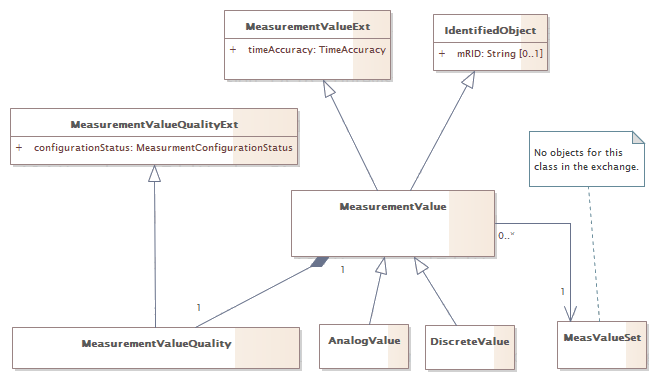 MeasurementValueExt
+ timeAccuracy: TimeAccuracy
IdentifiedObject
+ mRID: String [0..1]
MeasurementValueQualityExt
+ configurationStatus: MeasurmentConfigurationStatus
No objects for this
class in the exchange.
MeasurementValue
0..*
1
1
1
MeasurementValueQuality
AnalogValue
DiscreteValue
MeasValueSet